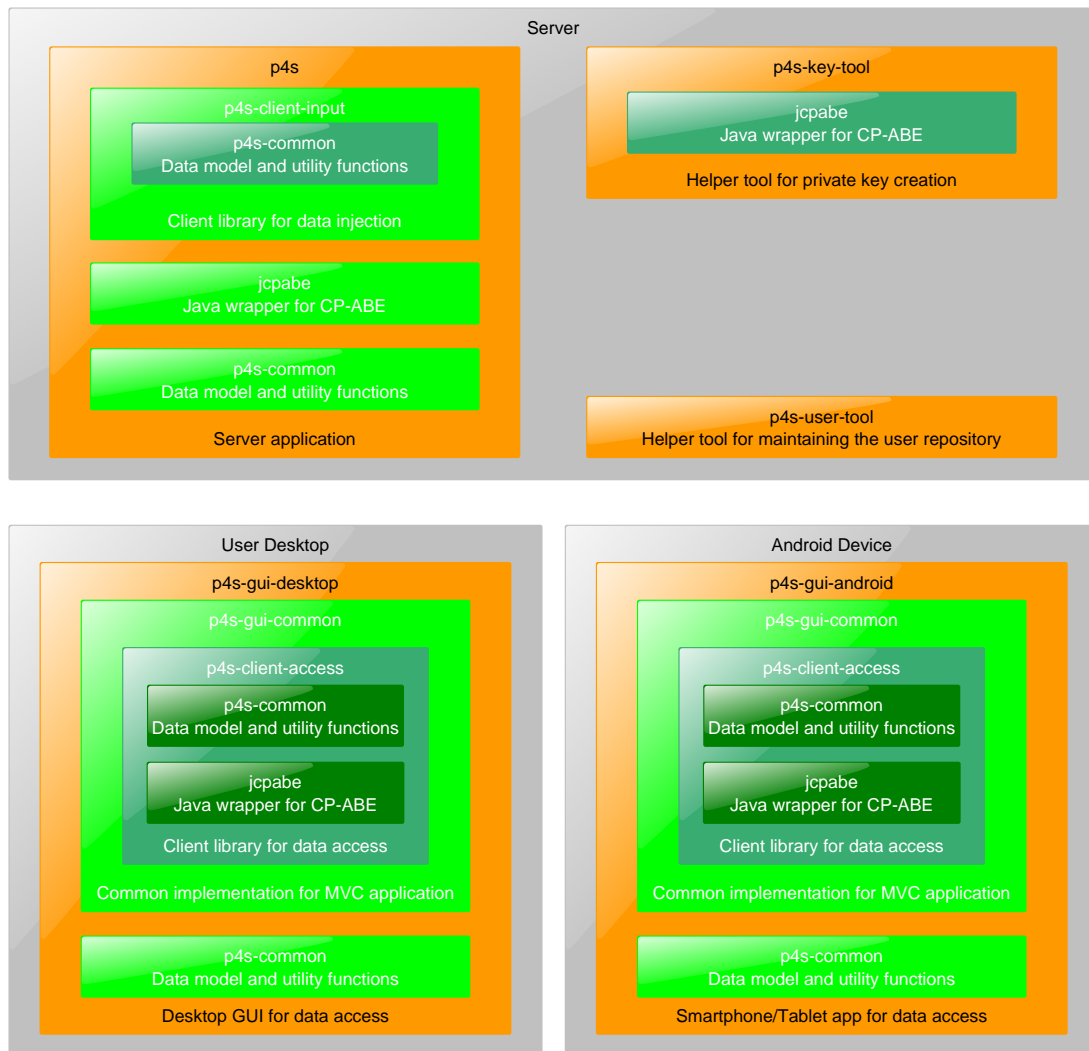 Server
p4s
p4s-client-input
p4s-common
Data model and utility functions
Client library for data injection
jcpabe
Java wrapper for CP-ABE
p4s-common
Data model and utility functions
Server application
p4s-key-tool
jcpabe
Java wrapper for CP-ABE
Helper tool for private key creation
p4s-user-tool
Helper tool for maintaining the user repository
User Desktop
p4s-gui-desktop
p4s-gui-common
p4s-client-access
p4s-common
Data model and utility functions
jcpabe
Java wrapper for CP-ABE
Client library for data access
Common implementation for MVC application
p4s-common
Data model and utility functions
Desktop GUI for data access
Android Device
p4s-gui-android
p4s-gui-common
p4s-client-access
p4s-common
Data model and utility functions
jcpabe
Java wrapper for CP-ABE
Client library for data access
Common implementation for MVC application
p4s-common
Data model and utility functions
Smartphone/Tablet app for data access